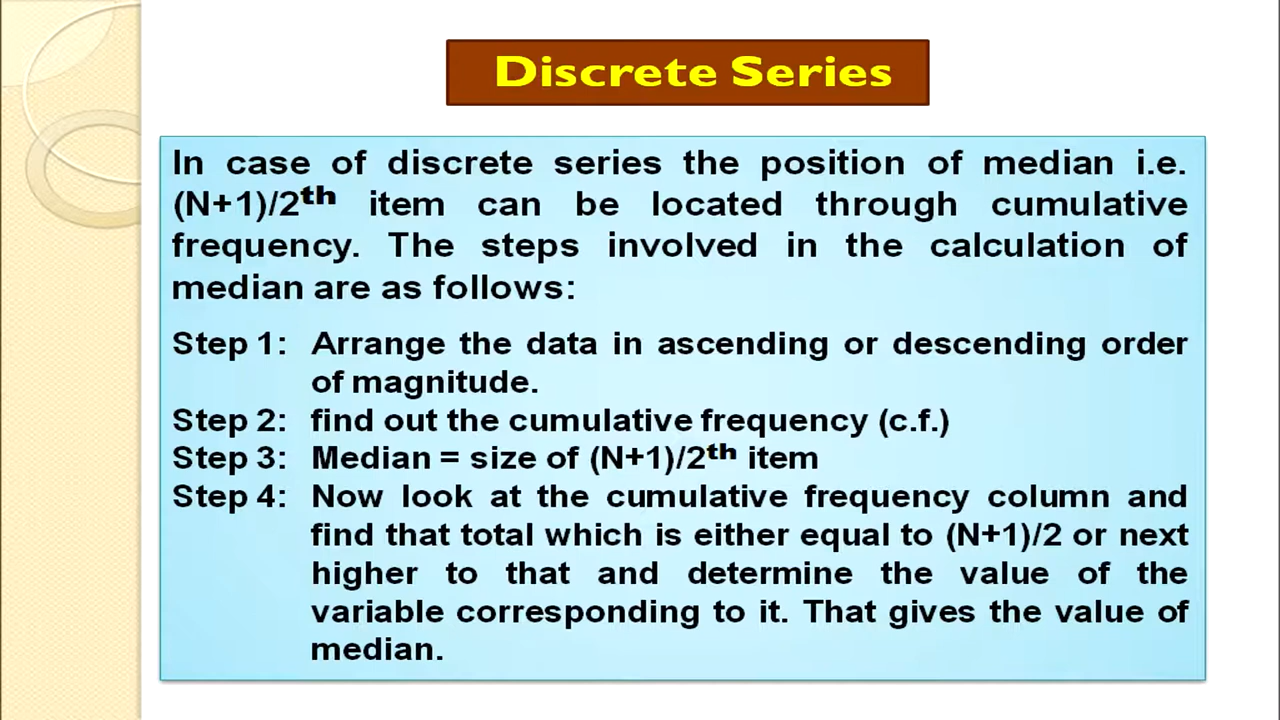 Discrete Series
In case of discrete series the position of median i.e.
(N+1)/2th item can be located through cumulative
frequency. The steps involved in the calculation of
median are as follows:
Step 1: Arrange the data in ascending or descending order
of magnitude.
Step 2: find out the cumulative frequency (c.f.)
Step 3: Median = size of (N+1)/2th item
Step 4: Now look at the cumulative frequency column and
find that total which is either equal to (N+1)/2 or next
higher to that and determine the value of the
variable corresponding to it. That gives the value of
median.